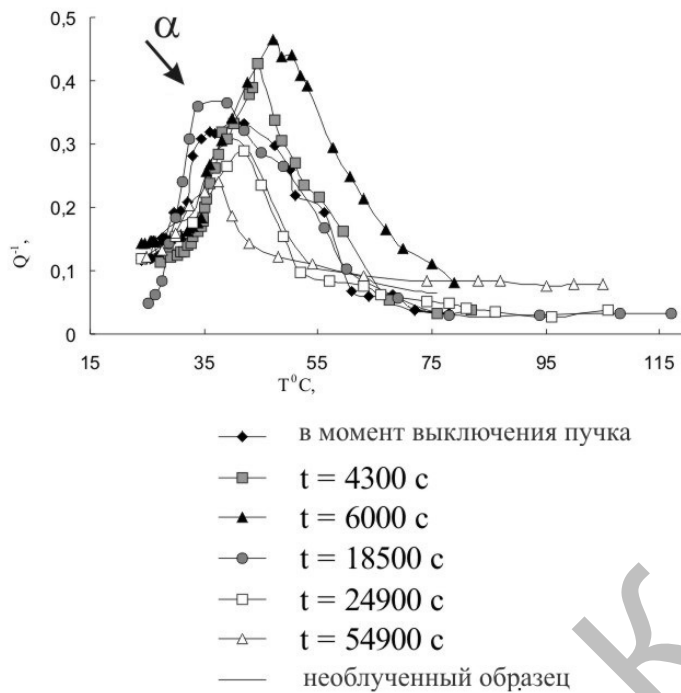 0,5
α
0,4
0,3
0,2
0,1
0
Q⁻¹,
15 35 55 75 95 115
T⁰C,
в момент выключения пучка
t = 4300 с
t = 6000 с
t = 18500 с
t = 24900 с
t = 54900 с
необлученный образец